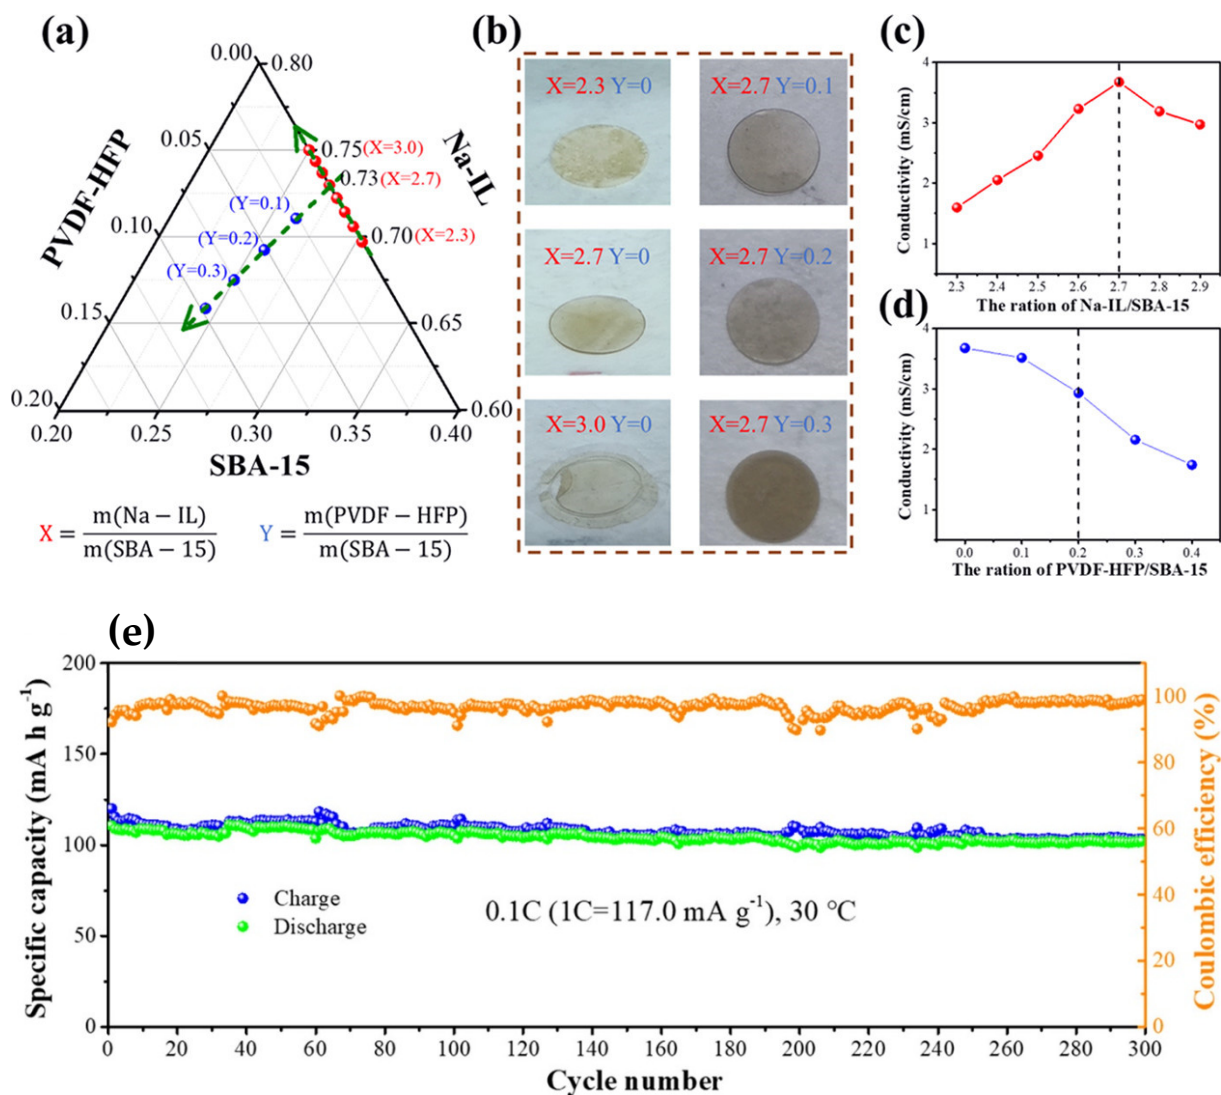 (a)
0.00
0.80
PVDF-HFP
Na-IL
0.05
0.75 (X=3.0)
0.73 (X=2.7)
(Y=0.1)
0.10
(Y=0.2)
0.70 (X=2.3)
(Y=0.3)
0.15
0.65
0.20
0.60
0.20 0.25 0.30 0.35 0.40
SBA-15
X = m(Na − IL) / m(SBA − 15)
Y = m(PVDF − HFP) / m(SBA − 15)
(b)
X=2.3 Y=0
X=2.7 Y=0.1
X=2.7 Y=0
X=2.7 Y=0.2
X=3.0 Y=0
X=2.7 Y=0.3
(c)
Conductivity (mS/cm)
4
3
2
1
2.3 2.4 2.5 2.6 2.7 2.8 2.9
The ration of Na-IL/SBA-15
(d)
Conductivity (mS/cm)
4
3
2
1
0.0 0.1 0.2 0.3 0.4
The ration of PVDF-HFP/SBA-15
(e)
Specific capacity (mA h g⁻¹)
200
150
100
50
0
Charge
Discharge
0.1C (1C=117.0 mA g⁻¹), 30 °C
100
80
60
40
20
0
Coulombic efficiency (%)
0 20 40 60 80 100 120 140 160 180 200 220 240 260 280 300
Cycle number